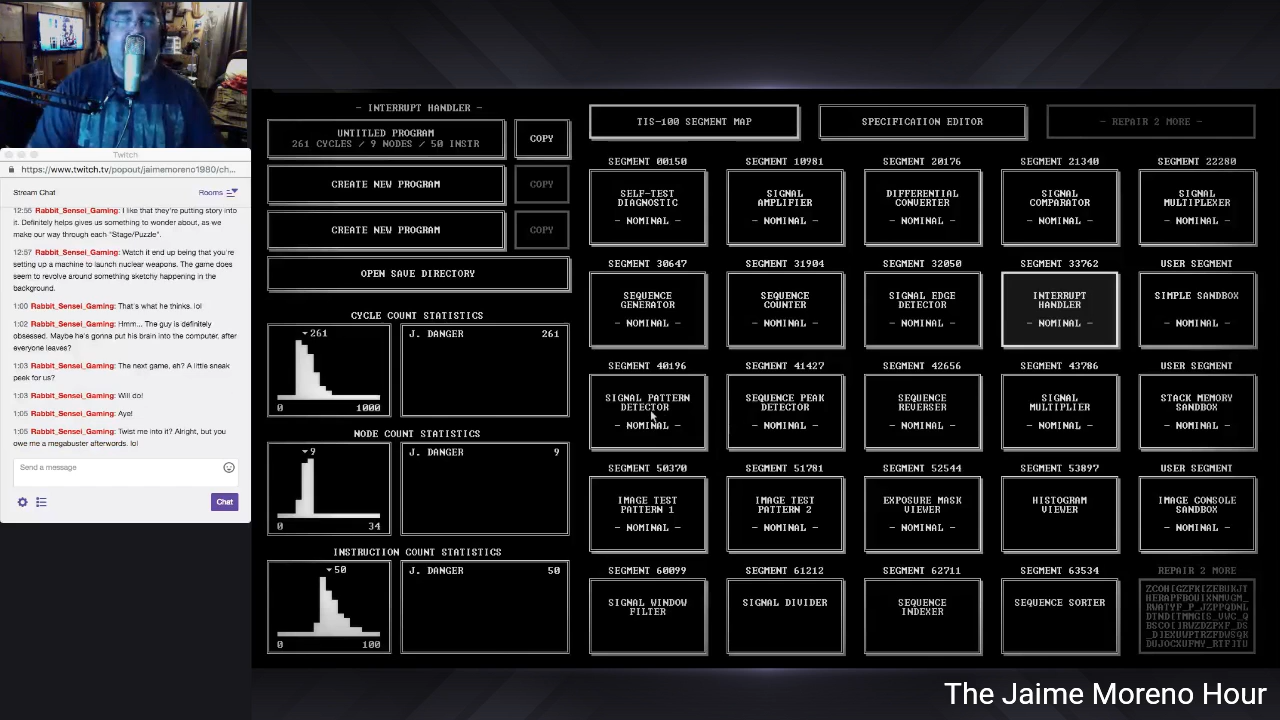 Twitch
https://www.twitch.tv/popout/jaimemoreno1980/ch...
Stream Chat
Rooms
12:55 Rabbit_Sensei_Gaming: I like that they're putting story into
it. Definitely helps gives us something to wonder about, as we
make our way through each "Stage/Puzzle".
12:57 Rabbit_Sensei_Gaming: Watch it end up being that you're
setting up a machine to launch nuclear weapons. The game does
seem to revolve around something sketchy happening in the
background.
1:00 Rabbit_Sensei_Gaming: That's what he thinks. lol
1:02 Rabbit_Sensei_Gaming: Hmm... The guy is definitely
obsessed. Maybe he's gonna put his brain into the computer, after
everyone leaves?
1:03 Rabbit_Sensei_Gaming: The next game, eh? A little sneak
peek for us?
1:03 Rabbit_Sensei_Gaming: Will do!
1:05 Rabbit_Sensei_Gaming: Aye!
1:05 Rabbit_Sensei_Gaming: Twist me into it? Alright, but you
owe me a megabuster afterwords. lol
Send a message
Chat
- INTERRUPT HANDLER -
UNTITLED PROGRAM
261 CYCLES / 9 NODES / 50 INSTR
COPY
CREATE NEW PROGRAM
COPY
CREATE NEW PROGRAM
COPY
OPEN SAVE DIRECTORY
CYCLE COUNT STATISTICS
261
0 1000
J. DANGER 261
NODE COUNT STATISTICS
9
0 34
J. DANGER 9
INSTRUCTION COUNT STATISTICS
50
0 100
J. DANGER 50
TIS-100 SEGMENT MAP
SPECIFICATION EDITOR
- REPAIR 2 MORE -
SEGMENT 00150
SELF-TEST
DIAGNOSTIC
- NOMINAL -
SEGMENT 10981
SIGNAL
AMPLIFIER
- NOMINAL -
SEGMENT 20176
DIFFERENTIAL
CONVERTER
- NOMINAL -
SEGMENT 21340
SIGNAL
COMPARATOR
- NOMINAL -
SEGMENT 22280
SIGNAL
MULTIPLEXER
- NOMINAL -
SEGMENT 30647
SEQUENCE
GENERATOR
- NOMINAL -
SEGMENT 31904
SEQUENCE
COUNTER
- NOMINAL -
SEGMENT 32050
SIGNAL EDGE
DETECTOR
- NOMINAL -
SEGMENT 33762
INTERRUPT
HANDLER
- NOMINAL -
USER SEGMENT
SIMPLE SANDBOX
- NOMINAL -
SEGMENT 40196
SIGNAL PATTERN
DETECTOR
- NOMINAL -
SEGMENT 41427
SEQUENCE PEAK
DETECTOR
- NOMINAL -
SEGMENT 42656
SEQUENCE
REVERSER
- NOMINAL -
SEGMENT 43786
SIGNAL
MULTIPLIER
- NOMINAL -
USER SEGMENT
STACK MEMORY
SANDBOX
- NOMINAL -
SEGMENT 50370
IMAGE TEST
PATTERN 1
- NOMINAL -
SEGMENT 51781
IMAGE TEST
PATTERN 2
- NOMINAL -
SEGMENT 52544
EXPOSURE MASK
VIEWER
- NOMINAL -
SEGMENT 53897
HISTOGRAM
VIEWER
- NOMINAL -
USER SEGMENT
IMAGE CONSOLE
SANDBOX
- NOMINAL -
SEGMENT 60099
SIGNAL WINDOW
FILTER
SEGMENT 61212
SIGNAL DIVIDER
SEGMENT 62711
SEQUENCE
INDEXER
SEGMENT 63534
SEQUENCE SORTER
REPAIR 2 MORE
The Jaime Moreno Hour